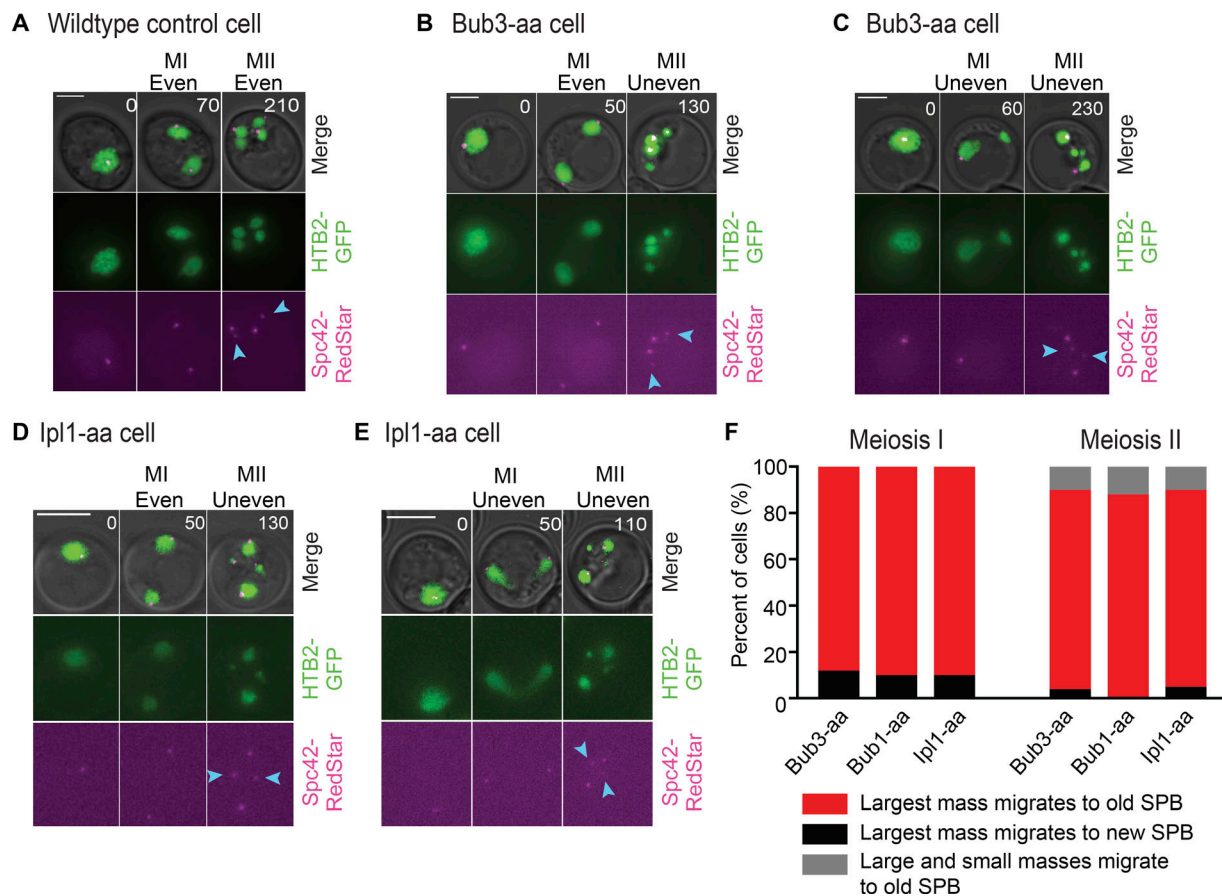 A Wildtype control cell
MI
Even
MII
Even
0
70
210
Merge
HTB2-
GFP
Spc42-
RedStar
B Bub3-aa cell
MI
Even
MII
Uneven
0
50
130
Merge
HTB2-
GFP
Spc42-
RedStar
C Bub3-aa cell
MI
Uneven
MII
Uneven
0
60
230
Merge
HTB2-
GFP
Spc42-
RedStar
D Ipl1-aa cell
MI
Even
MII
Uneven
0
50
130
Merge
HTB2-
GFP
Spc42-
RedStar
E Ipl1-aa cell
MI
Uneven
MII
Uneven
0
50
110
Merge
HTB2-
GFP
Spc42-
RedStar
F
Meiosis I
Meiosis II
Percent of cells (%)
100
80
60
40
20
0
Bub3-aa
Bub1-aa
Ipl1-aa
Bub3-aa
Bub1-aa
Ipl1-aa
Largest mass migrates to old SPB
Largest mass migrates to new SPB
Large and small masses migrate
to old SPB